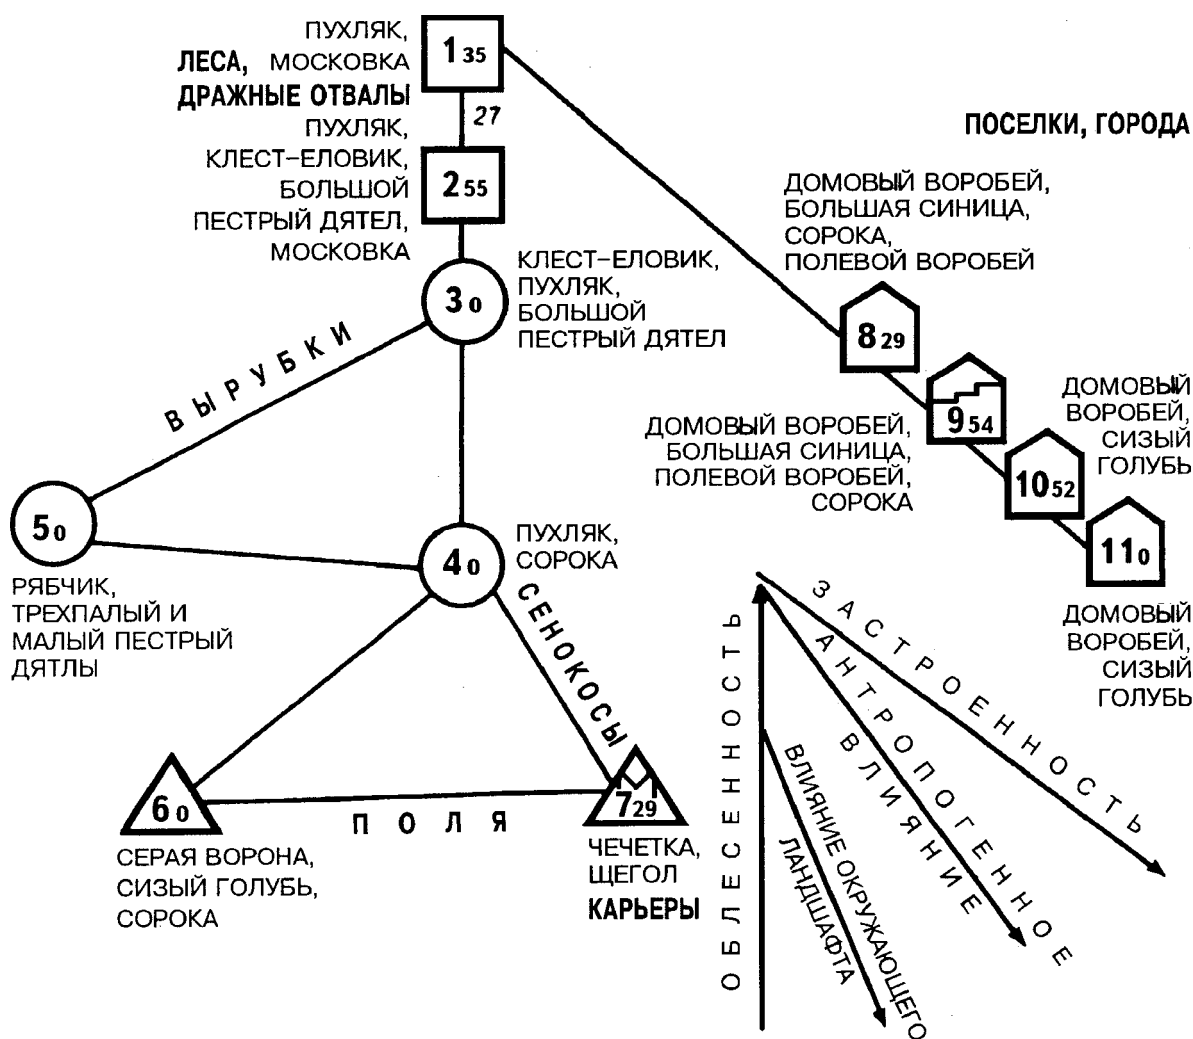 ПУХЛЯК,
ЛЕСА, МОСКОВКА
ДРАЖНЫЕ ОТВАЛЫ
1 35
27
ПУХЛЯК,
КЛЕСТ-ЕЛОВИК,
БОЛЬШОЙ
ПЕСТРЫЙ ДЯТЕЛ,
МОСКОВКА
2 55
3 0
КЛЕСТ-ЕЛОВИК,
ПУХЛЯК,
БОЛЬШОЙ
ПЕСТРЫЙ ДЯТЕЛ
ВЫРУБКИ
5 0
РЯБЧИК,
ТРЕХПАЛЫЙ И
МАЛЫЙ ПЕСТРЫЙ
ДЯТЛЫ
4 0
ПУХЛЯК,
СОРОКА
СЕНОКОСЫ
6 0
СЕРАЯ ВОРОНА,
СИЗЫЙ ГОЛУБЬ,
СОРОКА
ПОЛЯ
7 29
ЧЕЧЕТКА,
ЩЕГОЛ
КАРЬЕРЫ
ПОСЕЛКИ, ГОРОДА
ДОМОВЫЙ ВОРОБЕЙ,
БОЛЬШАЯ СИНИЦА,
СОРОКА,
ПОЛЕВОЙ ВОРОБЕЙ
8 29
9 54
ДОМОВЫЙ ВОРОБЕЙ,
БОЛЬШАЯ СИНИЦА,
ПОЛЕВОЙ ВОРОБЕЙ,
СОРОКА
ДОМОВЫЙ
ВОРОБЕЙ,
СИЗЫЙ
ГОЛУБЬ
10 52
11 0
ДОМОВЫЙ
ВОРОБЕЙ,
СИЗЫЙ
ГОЛУБЬ
ОБЛЕСЕННОСТЬ
ЗАСТРОЕННОСТЬ
АНТРОПОГЕННОЕ
ВЛИЯНИЕ
ВЛИЯНИЕ ОКРУЖАЮЩЕГО
ЛАНДШАФТА